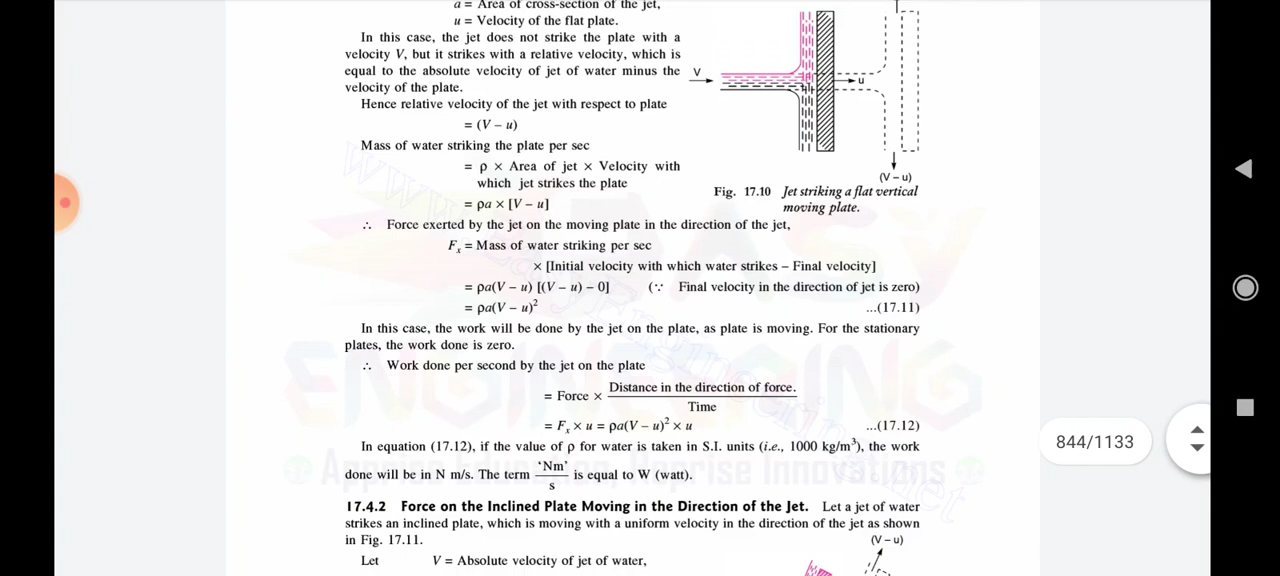 a = Area of cross-section of the jet,
u = Velocity of the flat plate.
In this case, the jet does not strike the plate with a
velocity V, but it strikes with a relative velocity, which is
equal to the absolute velocity of jet of water minus the
velocity of the plate.
Hence relative velocity of the jet with respect to plate
= (V – u)
Mass of water striking the plate per sec
= ρ × Area of jet × Velocity with
which jet strikes the plate
= ρa × [V – u]
V
u
(V – u)
Fig. 17.10 Jet striking a flat vertical
moving plate.
∴ Force exerted by the jet on the moving plate in the direction of the jet,
Fx = Mass of water striking per sec
× [Initial velocity with which water strikes – Final velocity]
= ρa(V – u) [(V – u) – 0] (∵ Final velocity in the direction of jet is zero)
= ρa(V – u)² ...(17.11)
In this case, the work will be done by the jet on the plate, as plate is moving. For the stationary
plates, the work done is zero.
∴ Work done per second by the jet on the plate
= Force × Distance in the direction of force.
Time
= Fx × u = ρa(V – u)² × u ...(17.12)
In equation (17.12), if the value of ρ for water is taken in S.I. units (i.e., 1000 kg/m³), the work
done will be in N m/s. The term 'Nm'/s is equal to W (watt).
17.4.2 Force on the Inclined Plate Moving in the Direction of the Jet. Let a jet of water
strikes an inclined plate, which is moving with a uniform velocity in the direction of the jet as shown
in Fig. 17.11.
(V – u)
Let V = Absolute velocity of jet of water,
844/1133